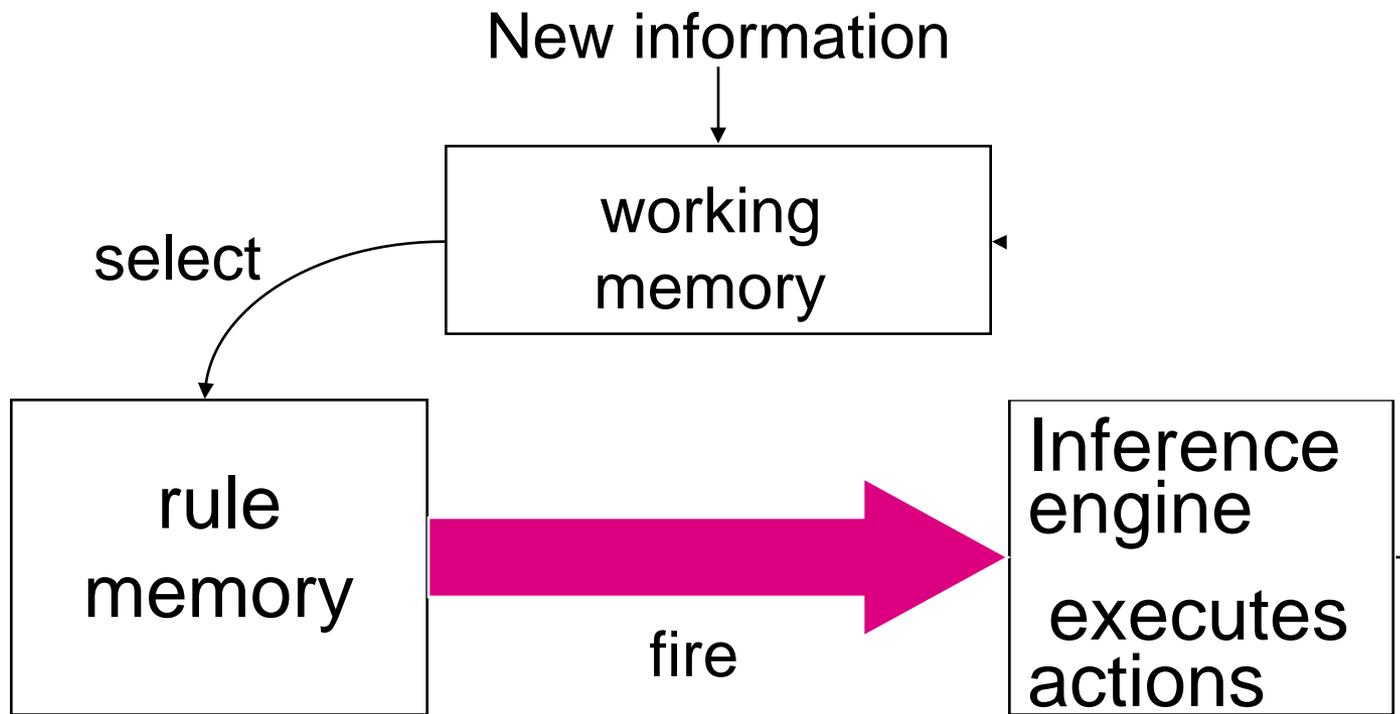 New information
working
memory
select
rule
memory
fire
Inference
engine
executes
actions